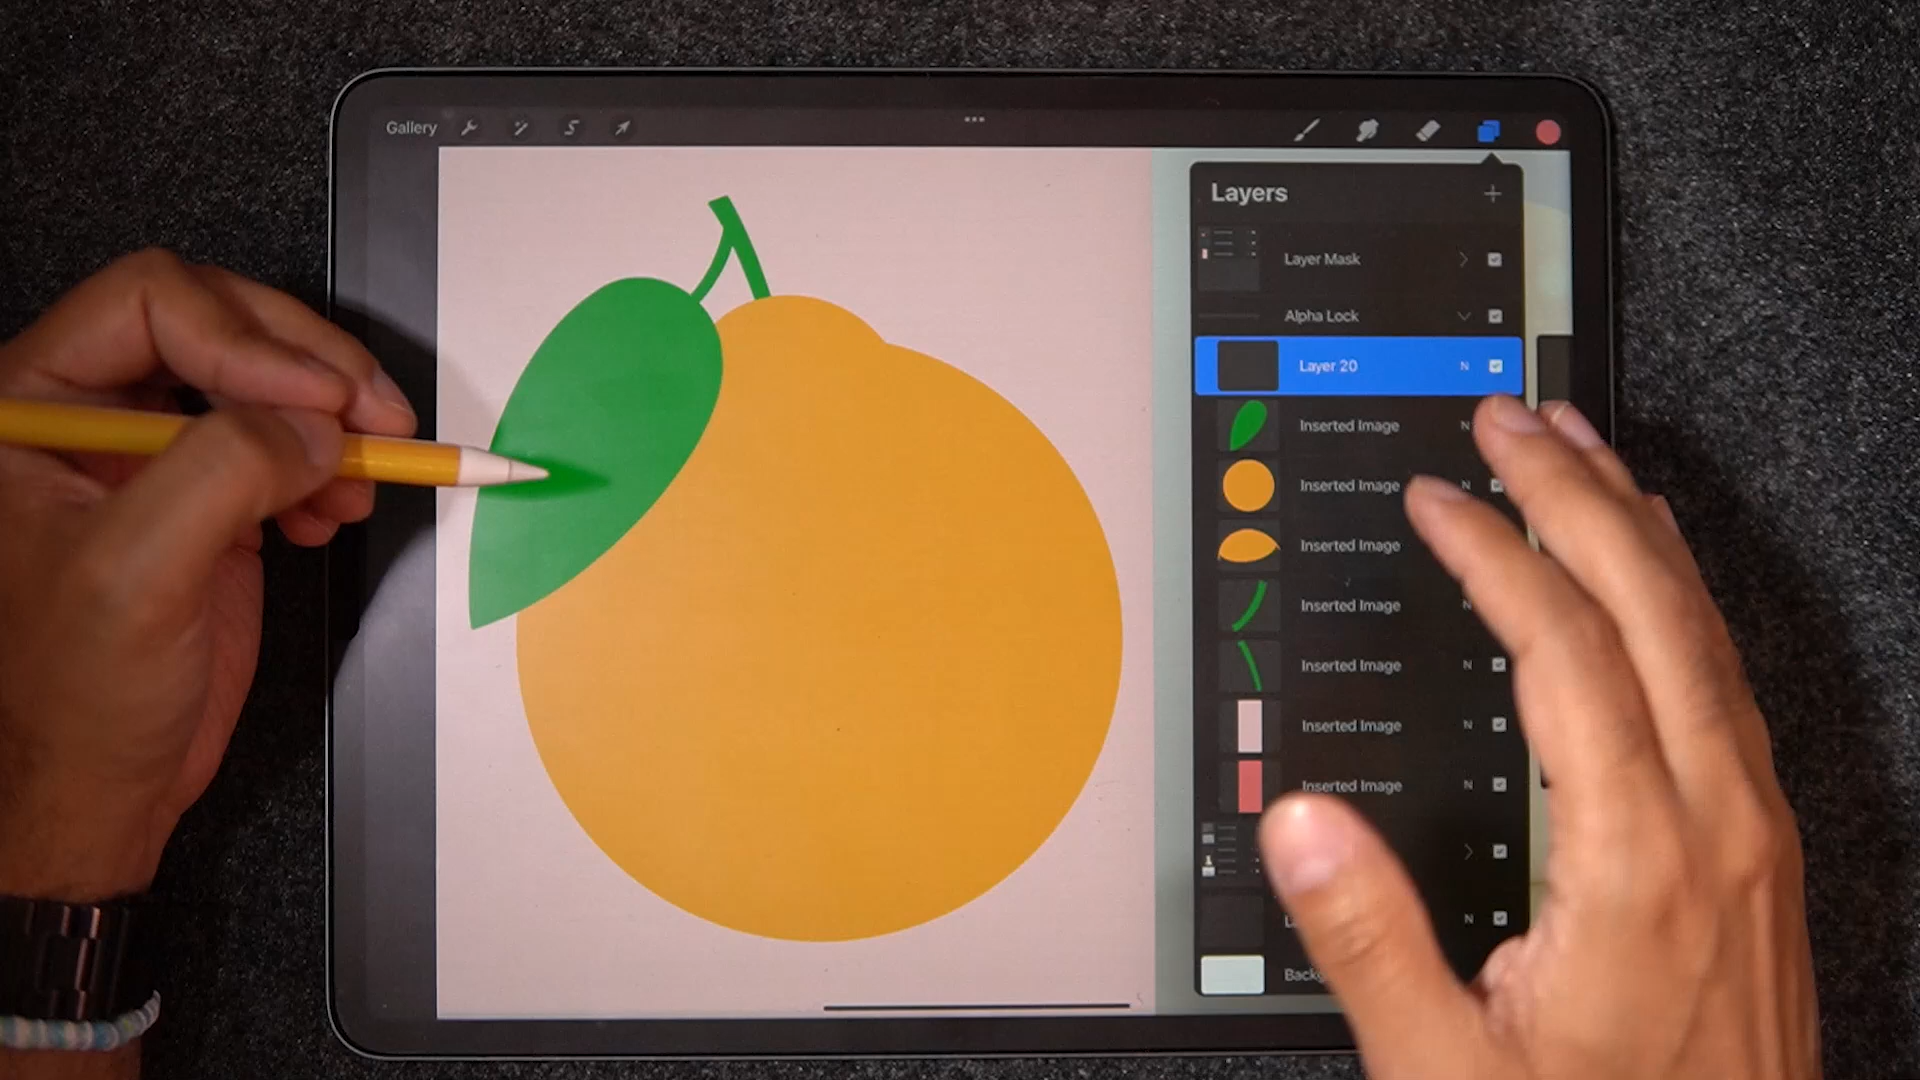 Gallery
Layers
Layer Mask
Alpha Lock
Layer 20 N
Inserted Image N
Inserted Image N
Inserted Image
Inserted Image N
Inserted Image N
Inserted Image N
Inserted Image N
N